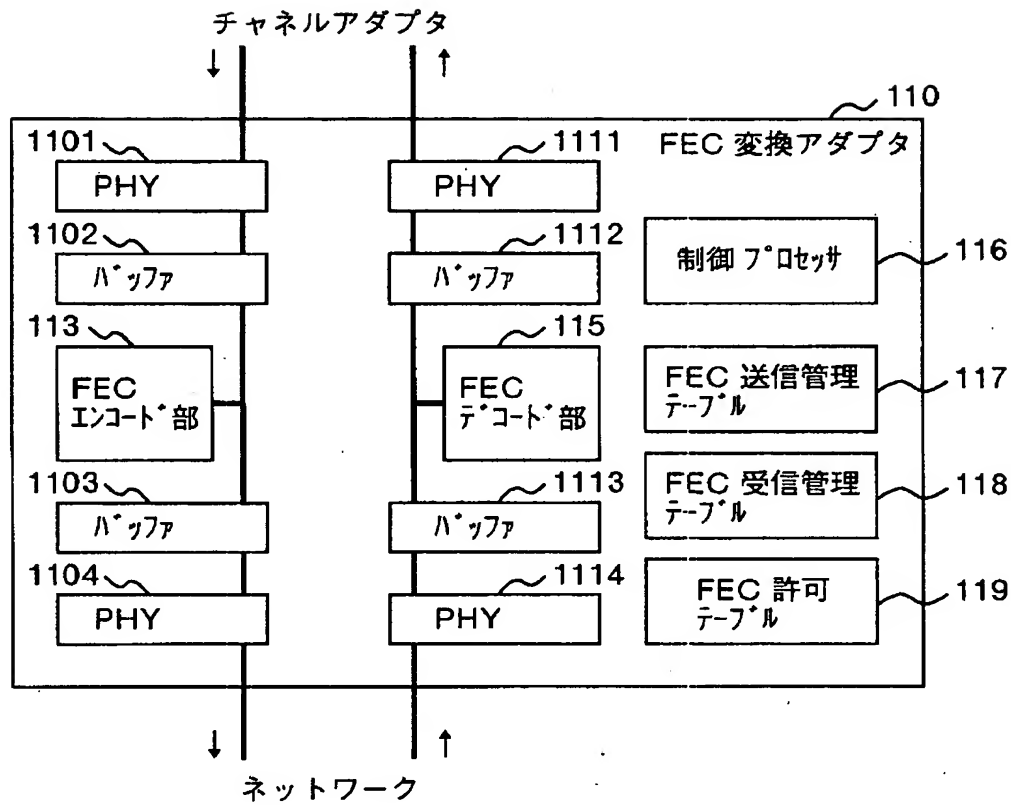 チャネルアダプタ
↓ ↑
110
FEC 変換アダプタ
1101
PHY
1111
PHY
1102
バッファ
1112
バッファ
制御プロセッサ
116
113
FEC
エンコード部
115
FEC
デコード部
FEC 送信管理
テーブル
117
1103
バッファ
1113
バッファ
FEC 受信管理
テーブル
118
1104
PHY
1114
PHY
FEC 許可
テーブル
119
↓ ↑
ネットワーク